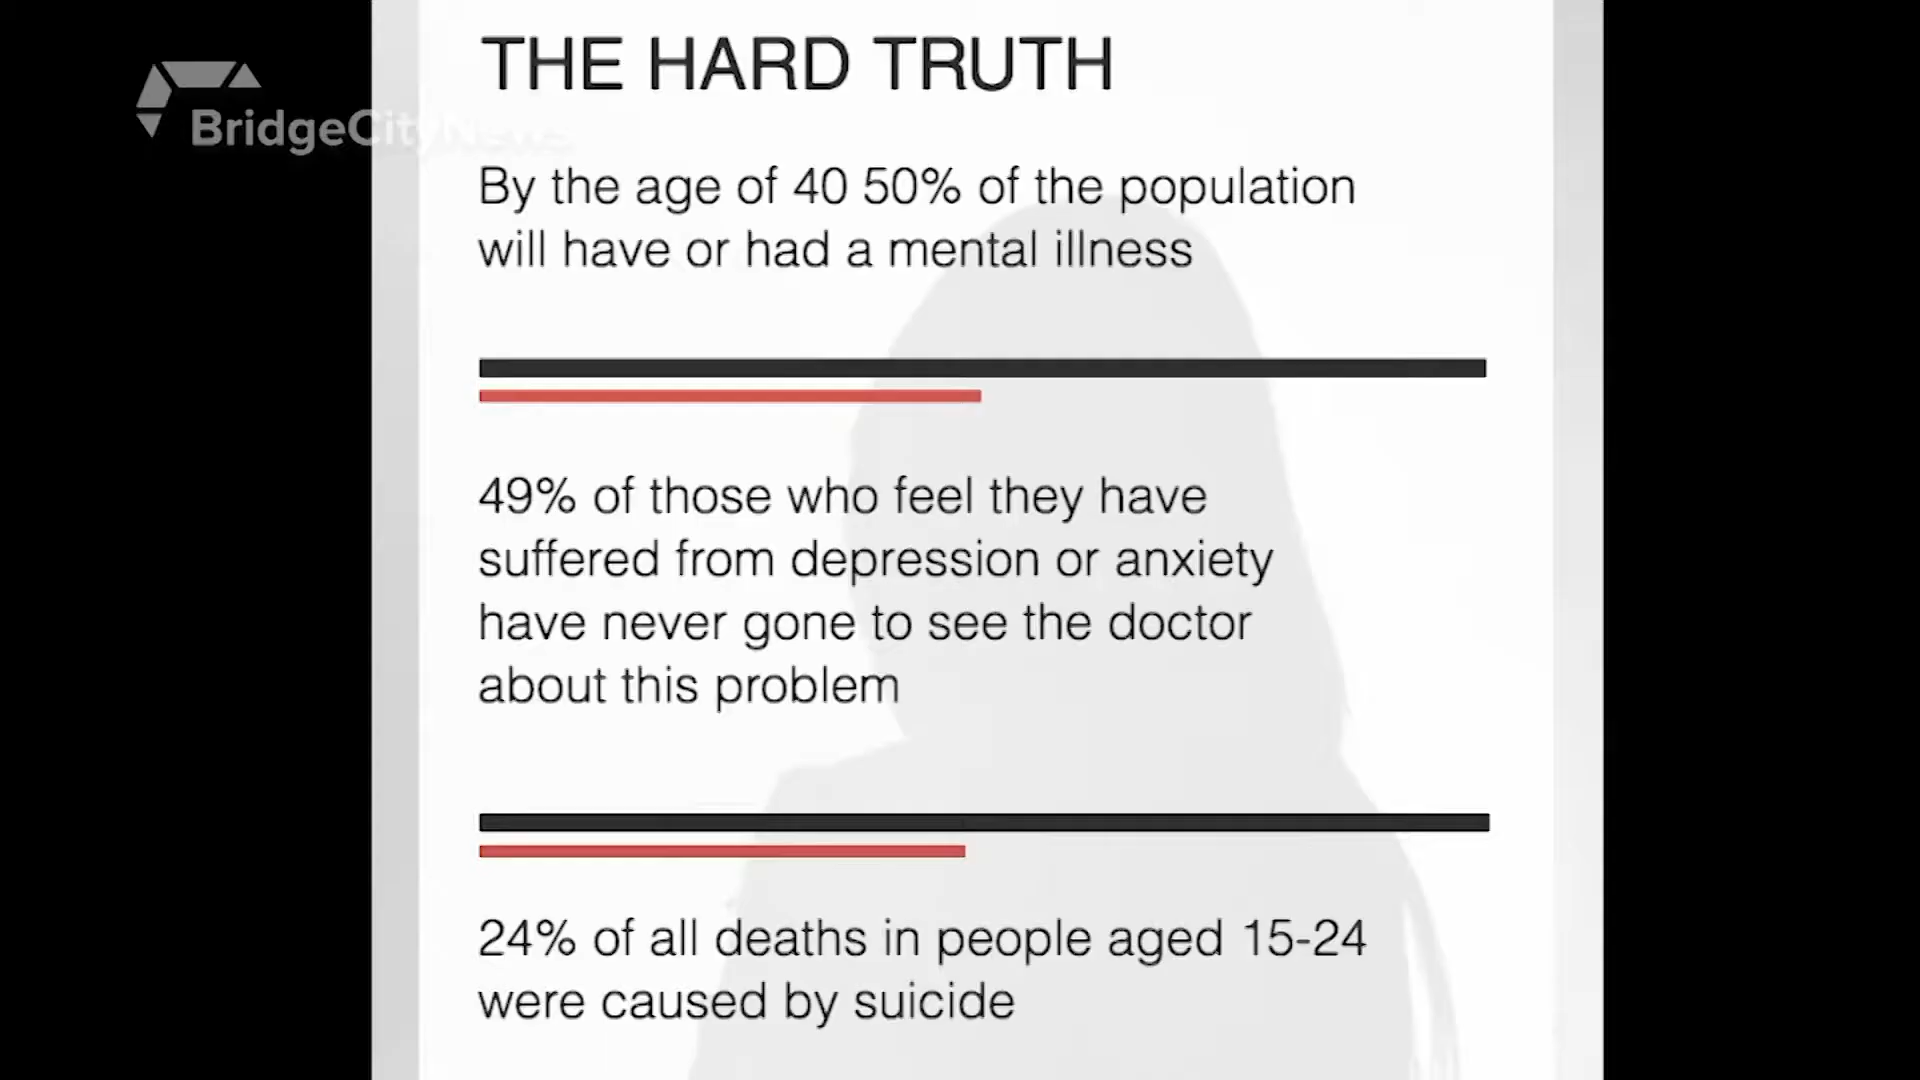 THE HARD TRUTH
BridgeCityNews
By the age of 40 50% of the population
will have or had a mental illness
49% of those who feel they have
suffered from depression or anxiety
have never gone to see the doctor
about this problem
24% of all deaths in people aged 15-24
were caused by suicide